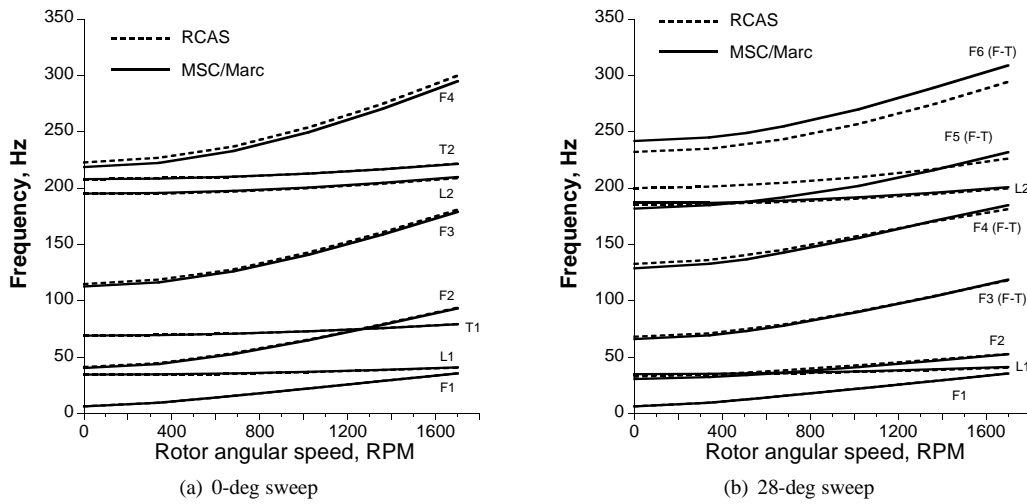 350
300
250
200
150
100
50
0
Frequency, Hz
RCAS
MSC/Marc
F4
T2
L2
F3
F2
T1
L1
F1
0 400 800 1200 1600
Rotor angular speed, RPM
(a) 0-deg sweep
350
300
250
200
150
100
50
0
Frequency, Hz
RCAS
MSC/Marc
F6 (F-T)
F5 (F-T)
L2
F4 (F-T)
F3 (F-T)
F2
L1
F1
0 400 800 1200 1600
Rotor angular speed, RPM
(b) 28-deg sweep